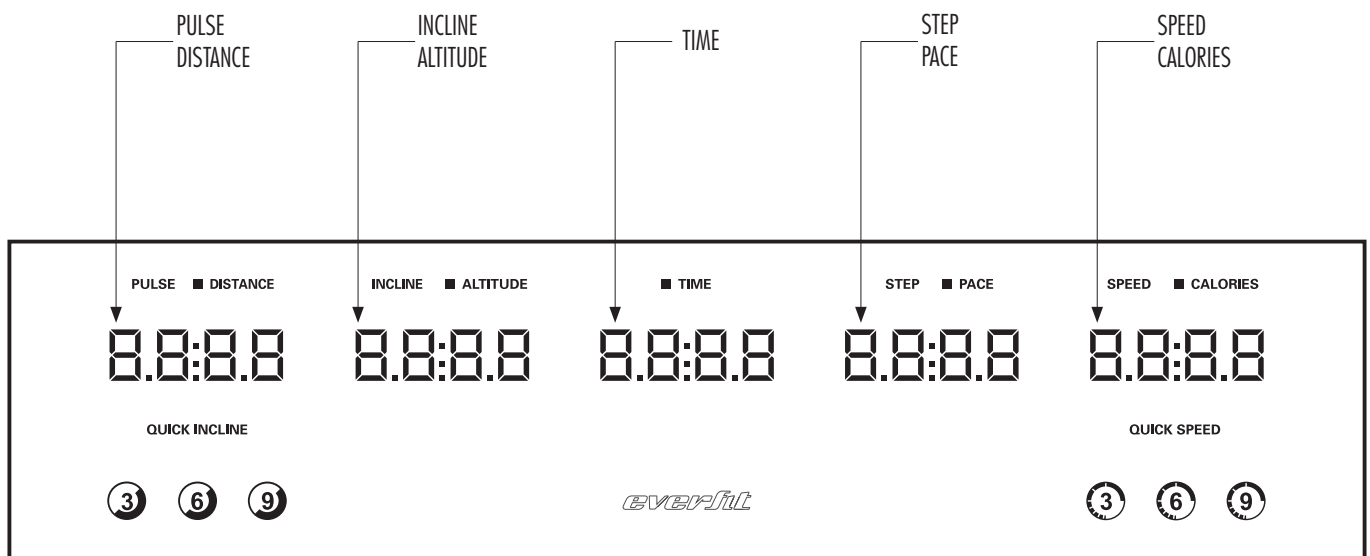 PULSE
DISTANCE
INCLINE
ALTITUDE
TIME
STEP
PACE
SPEED
CALORIES
PULSE ■ DISTANCE
INCLINE ■ ALTITUDE
■ TIME
STEP ■ PACE
SPEED ■ CALORIES
8.8:8.8
8.8:8.8
8.8:8.8
8.8:8.8
8.8:8.8
QUICK INCLINE
QUICK SPEED
3 6 9
everfit
3 6 9